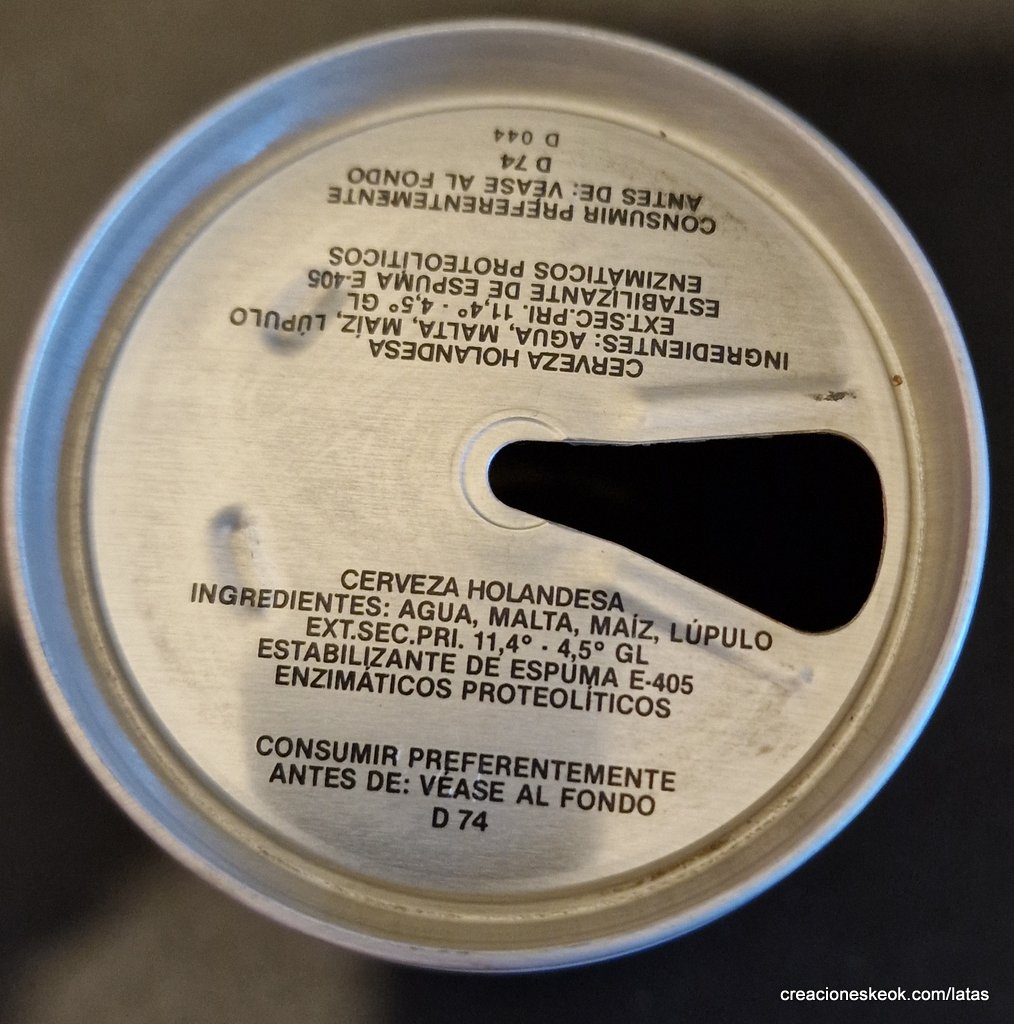 D 044
D 74
ANTES DE: VÉASE AL FONDO
CONSUMIR PREFERENTEMENTE
ENZIMÁTICOS PROTEOLÍTICOS
ESTABILIZANTE DE ESPUMA E-405
EXT.SEC.PRI. 11,4° · 4,5° GL
INGREDIENTES: AGUA, MALTA, MAÍZ, LÚPULO
CERVEZA HOLANDESA
CERVEZA HOLANDESA
INGREDIENTES: AGUA, MALTA, MAÍZ, LÚPULO
EXT.SEC.PRI. 11,4° · 4,5° GL
ESTABILIZANTE DE ESPUMA E-405
ENZIMÁTICOS PROTEOLÍTICOS
CONSUMIR PREFERENTEMENTE
ANTES DE: VÉASE AL FONDO
D 74
creacioneskeok.com/latas